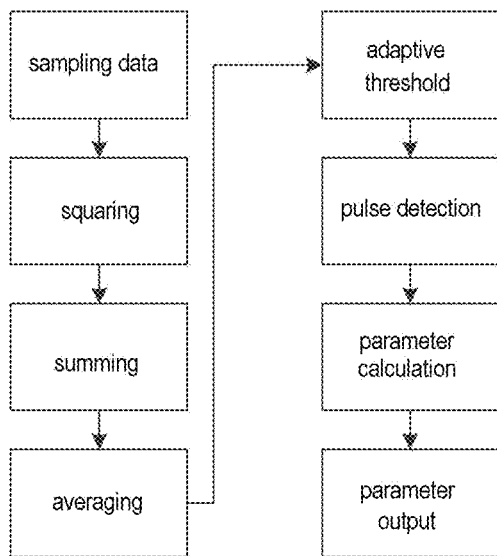 sampling data
squaring
summing
averaging
adaptive
threshold
pulse detection
parameter
calculation
parameter
output